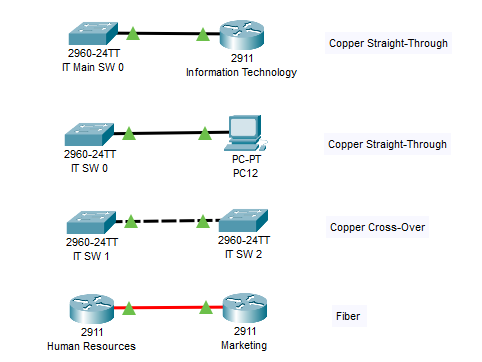 2960-24TT
IT Main SW 0
2911
Information Technology
Copper Straight-Through
2960-24TT
IT SW 0
PC-PT
PC12
Copper Straight-Through
2960-24TT
IT SW 1
2960-24TT
IT SW 2
Copper Cross-Over
2911
Human Resources
2911
Marketing
Fiber